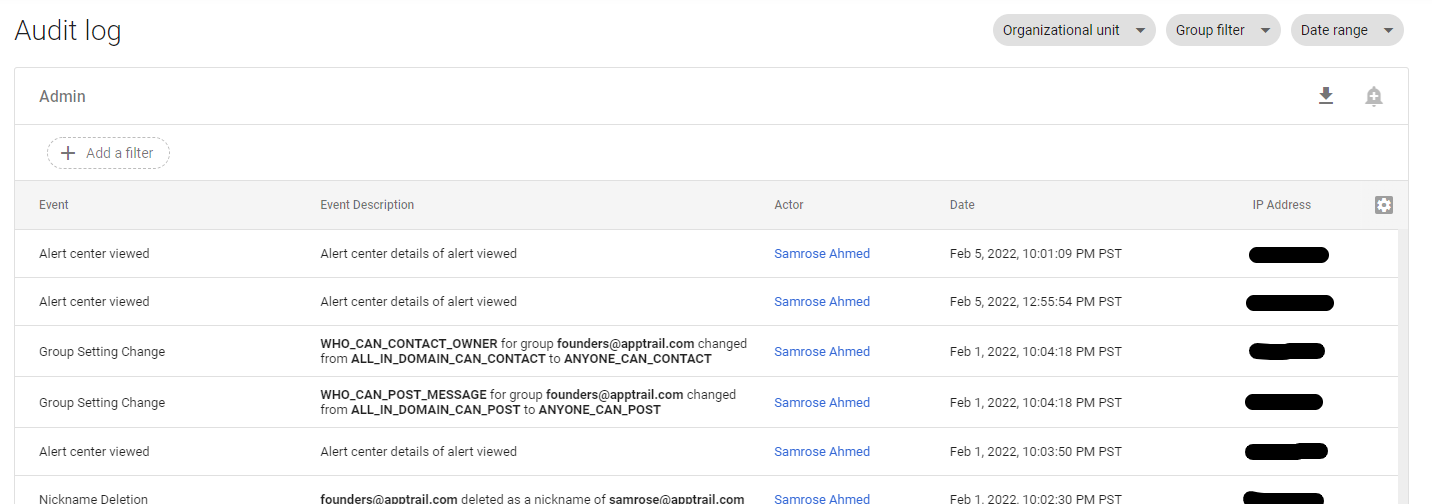 Audit log
Organizational unit
Group filter
Date range
Admin
Add a filter
Event Event Description Actor Date IP Address
Alert center viewed Alert center details of alert viewed Samrose Ahmed Feb 5, 2022, 10:01:09 PM PST
Alert center viewed Alert center details of alert viewed Samrose Ahmed Feb 5, 2022, 12:55:54 PM PST
Group Setting Change WHO_CAN_CONTACT_OWNER for group founders@apptrail.com changed
from ALL_IN_DOMAIN_CAN_CONTACT to ANYONE_CAN_CONTACT Samrose Ahmed Feb 1, 2022, 10:04:18 PM PST
Group Setting Change WHO_CAN_POST_MESSAGE for group founders@apptrail.com changed
from ALL_IN_DOMAIN_CAN_POST to ANYONE_CAN_POST Samrose Ahmed Feb 1, 2022, 10:04:18 PM PST
Alert center viewed Alert center details of alert viewed Samrose Ahmed Feb 1, 2022, 10:03:50 PM PST
Nickname Deletion founders@apptrail.com deleted as a nickname of samrose@apptrail.com Samrose Ahmed Feb 1, 2022, 10:02:30 PM PST